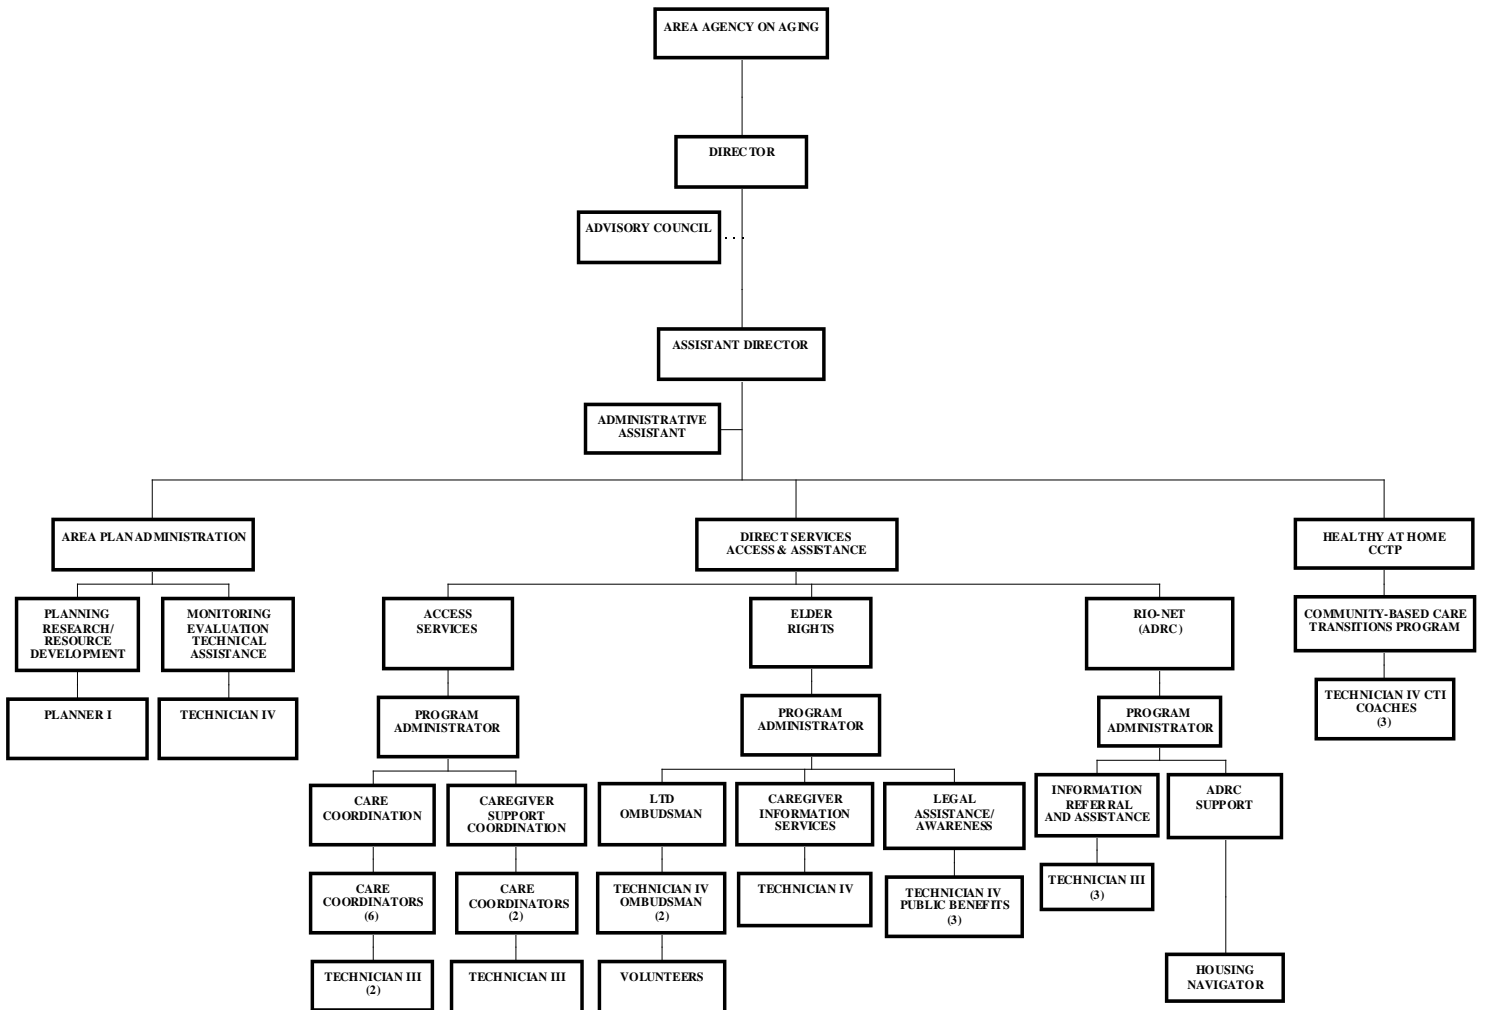 AREA AGENCY ON AGING
DIRECTOR
ADVISORY COUNCIL
ASSISTANT DIRECTOR
ADMINISTRATIVE
ASSISTANT
AREA PLAN ADMINISTRATION
DIRECT SERVICES
ACCESS & ASSISTANCE
HEALTHY AT HOME
CCTP
PLANNING
RESEARCH/
RESOURCE
DEVELOPMENT
MONITORING
EVALUATION
TECHNICAL
ASSISTANCE
ACCESS
SERVICES
ELDER
RIGHTS
RIO-NET
(ADRC)
COMMUNITY-BASED CARE
TRANSITIONS PROGRAM
PLANNER I
TECHNICIAN IV
PROGRAM
ADMINISTRATOR
PROGRAM
ADMINISTRATOR
PROGRAM
ADMINISTRATOR
TECHNICIAN IV CTI
COACHES
(3)
CARE
COORDINATION
CAREGIVER
SUPPORT
COORDINATION
LTD
OMBUDSMAN
CAREGIVER
INFORMATION
SERVICES
LEGAL
ASSISTANCE/
AWARENESS
INFORMATION
REFERRAL
AND ASSISTANCE
ADRC
SUPPORT
CARE
COORDINATORS
(6)
CARE
COORDINATORS
(2)
TECHNICIAN IV
OMBUDSMAN
(2)
TECHNICIAN IV
TECHNICIAN IV
PUBLIC BENEFITS
(3)
TECHNICIAN III
(3)
TECHNICIAN III
(2)
TECHNICIAN III
VOLUNTEERS
HOUSING
NAVIGATOR